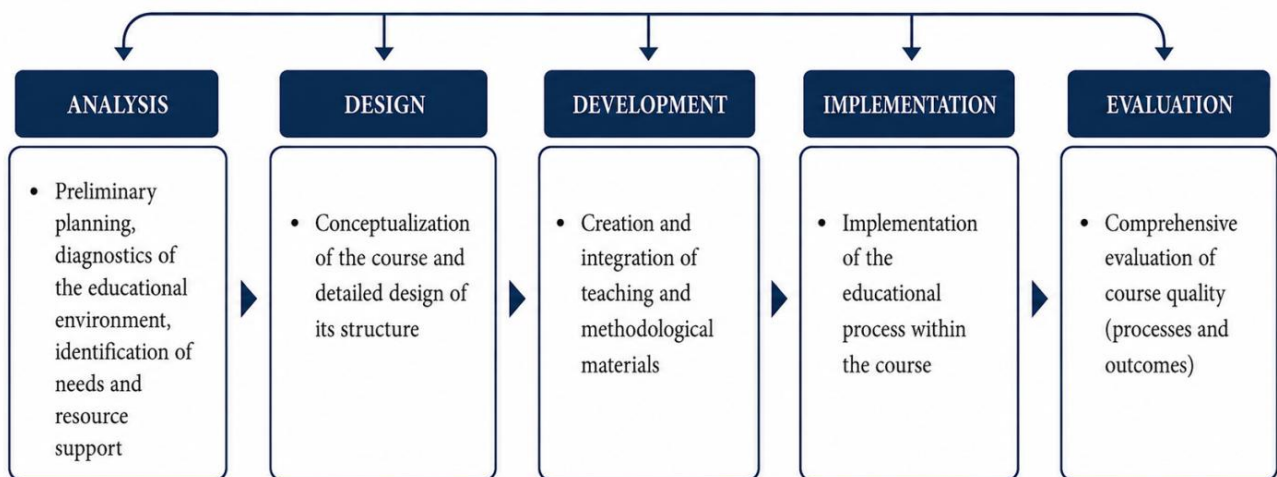 ANALYSIS
• Preliminary
planning,
diagnostics of
the educational
environment,
identification of
needs and
resource
support
DESIGN
• Conceptualization
of the course and
detailed design of
its structure
DEVELOPMENT
• Creation and
integration of
teaching and
methodological
materials
IMPLEMENTATION
• Implementation
of the
educational
process within
the course
EVALUATION
• Comprehensive
evaluation of
course quality
(processes and
outcomes)